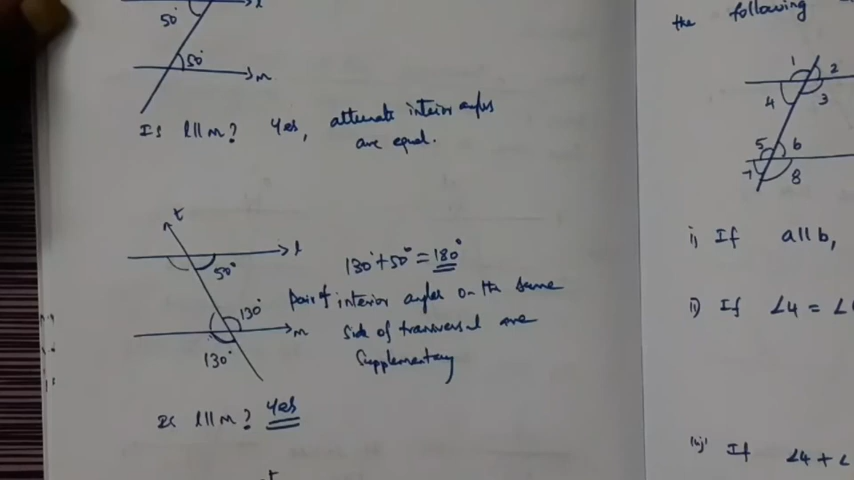 50° l
50°
m
Is l||m? Yes, alternate interior angles
are equal.
t
l
50°
130°
m
130°
130°+50°=180°
pair of interior angles on the same
side of transversal are
supplementary
Is l||m? Yes
t
the following
1 2
4 3
5 6
7 8
i) If a||b,
ii) If ∠4 = ∠
iii) If ∠4 + ∠